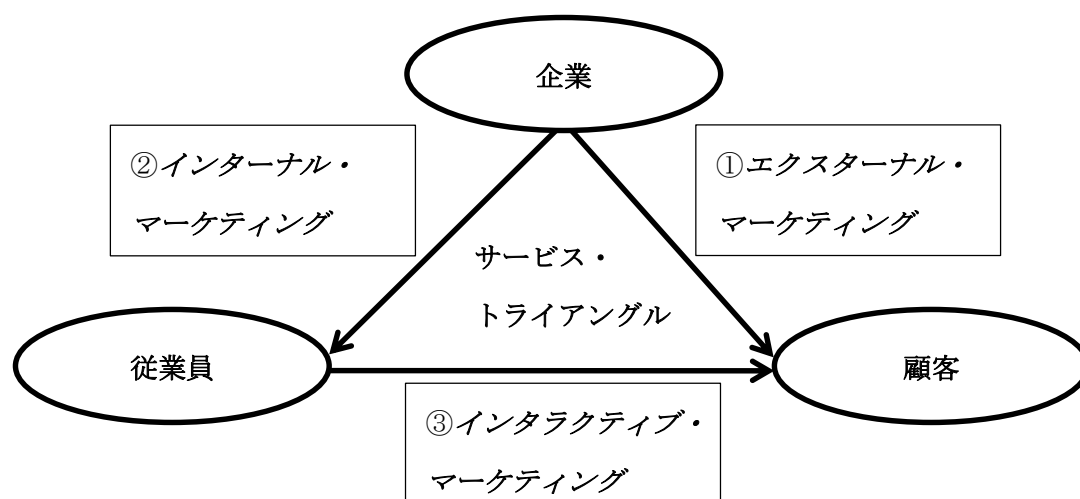 企業
②インターナル・
マーケティング
①エクスターナル・
マーケティング
サービス・
トライアングル
従業員
顧客
③インタラクティブ・
マーケティング